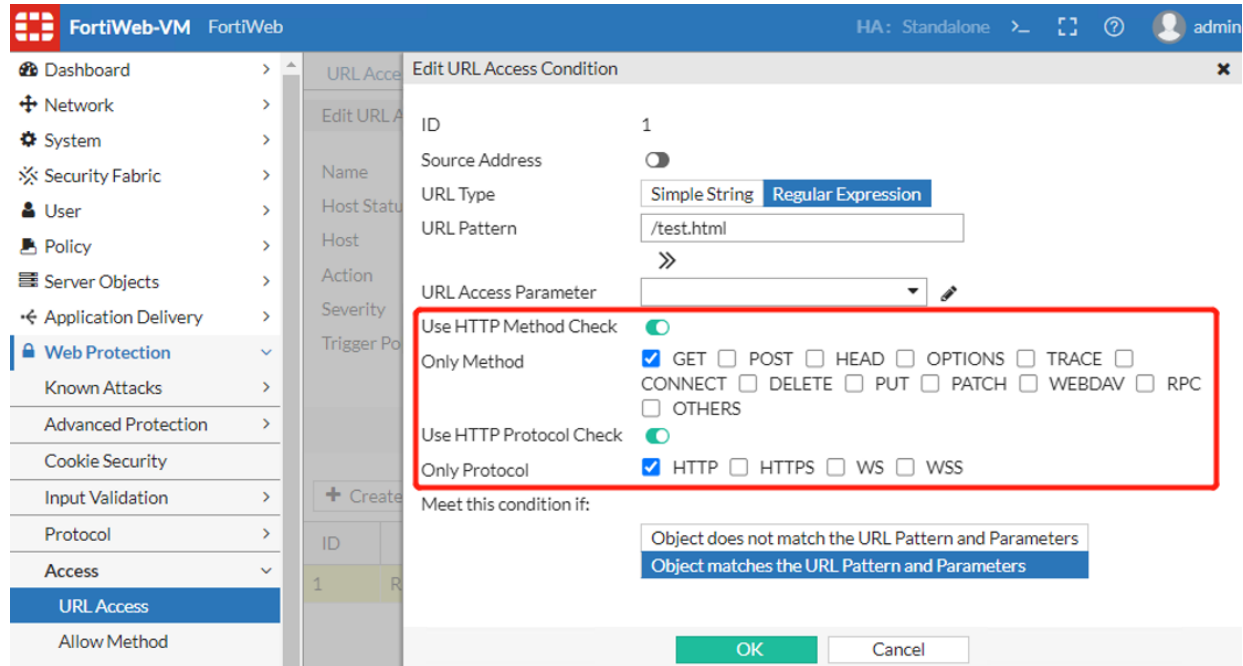 FortiWeb-VM FortiWeb HA: Standalone >_ admin
Dashboard
Network
System
Security Fabric
User
Policy
Server Objects
Application Delivery
Web Protection
Known Attacks
Advanced Protection
Cookie Security
Input Validation
Protocol
Access
URL Access
Allow Method
URL Acce
Edit URL A
Name
Host Statu
Host
Action
Severity
Trigger Po
+ Create
ID
1 R
Edit URL Access Condition
ID 1
Source Address
URL Type Simple String Regular Expression
URL Pattern /test.html
URL Access Parameter
Use HTTP Method Check
Only Method GET POST HEAD OPTIONS TRACE
CONNECT DELETE PUT PATCH WEBDAV RPC
OTHERS
Use HTTP Protocol Check
Only Protocol HTTP HTTPS WS WSS
Meet this condition if:
Object does not match the URL Pattern and Parameters
Object matches the URL Pattern and Parameters
OK Cancel